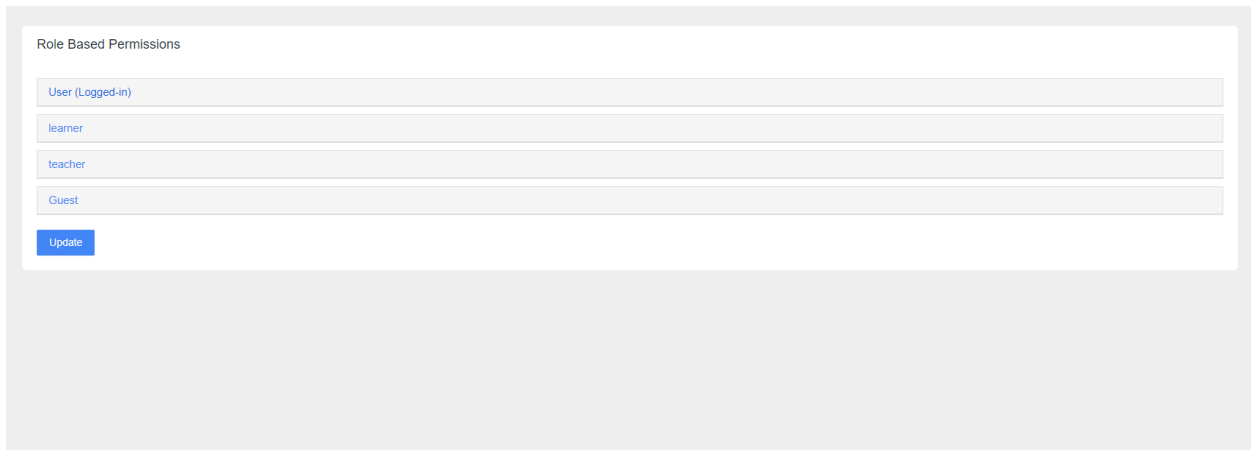 Role Based Permissions
User (Logged-in)
learner
teacher
Guest
Update